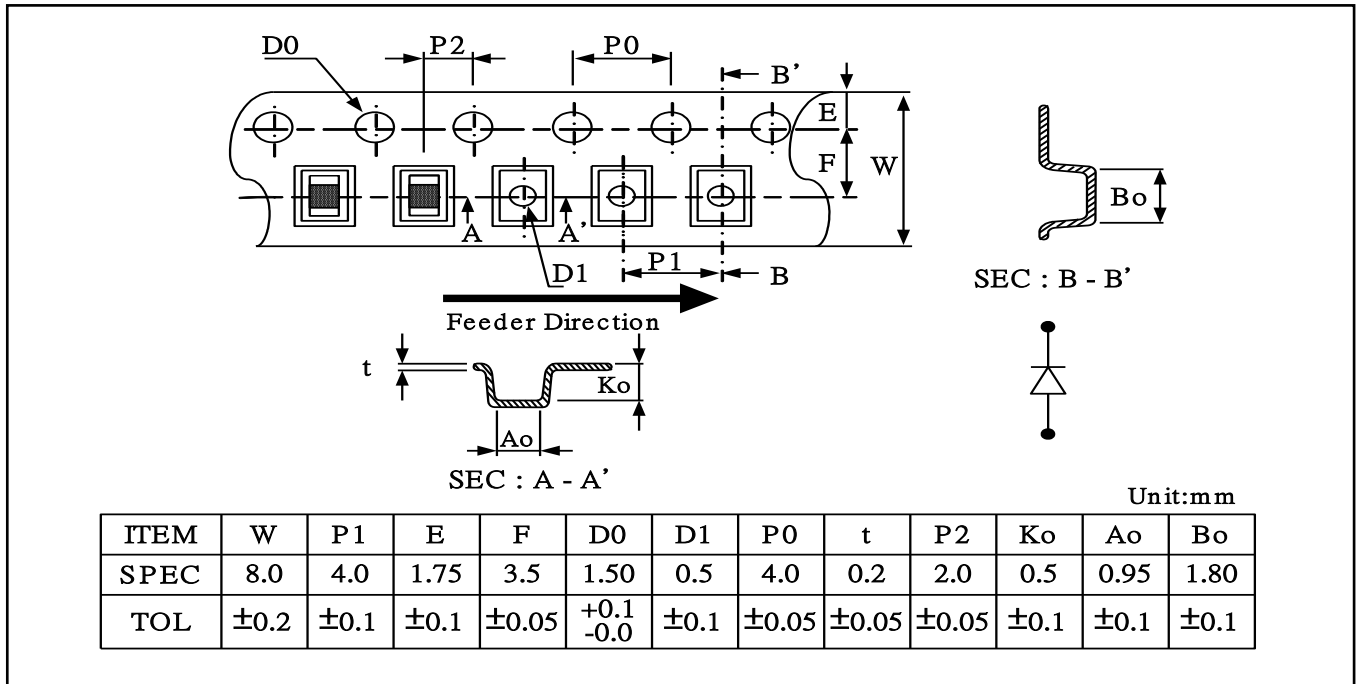 D0
P2
P0
B’
E
F
W
A
A’
D1
P1
B
Bo
SEC : B - B’
Feeder Direction
t
Ko
Ao
SEC : A - A’
Unit:mm
ITEM W P1 E F D0 D1 P0 t P2 Ko Ao Bo
SPEC 8.0 4.0 1.75 3.5 1.50 0.5 4.0 0.2 2.0 0.5 0.95 1.80
TOL ±0.2 ±0.1 ±0.1 ±0.05 +0.1 -0.0 ±0.1 ±0.05 ±0.05 ±0.05 ±0.1 ±0.1 ±0.1